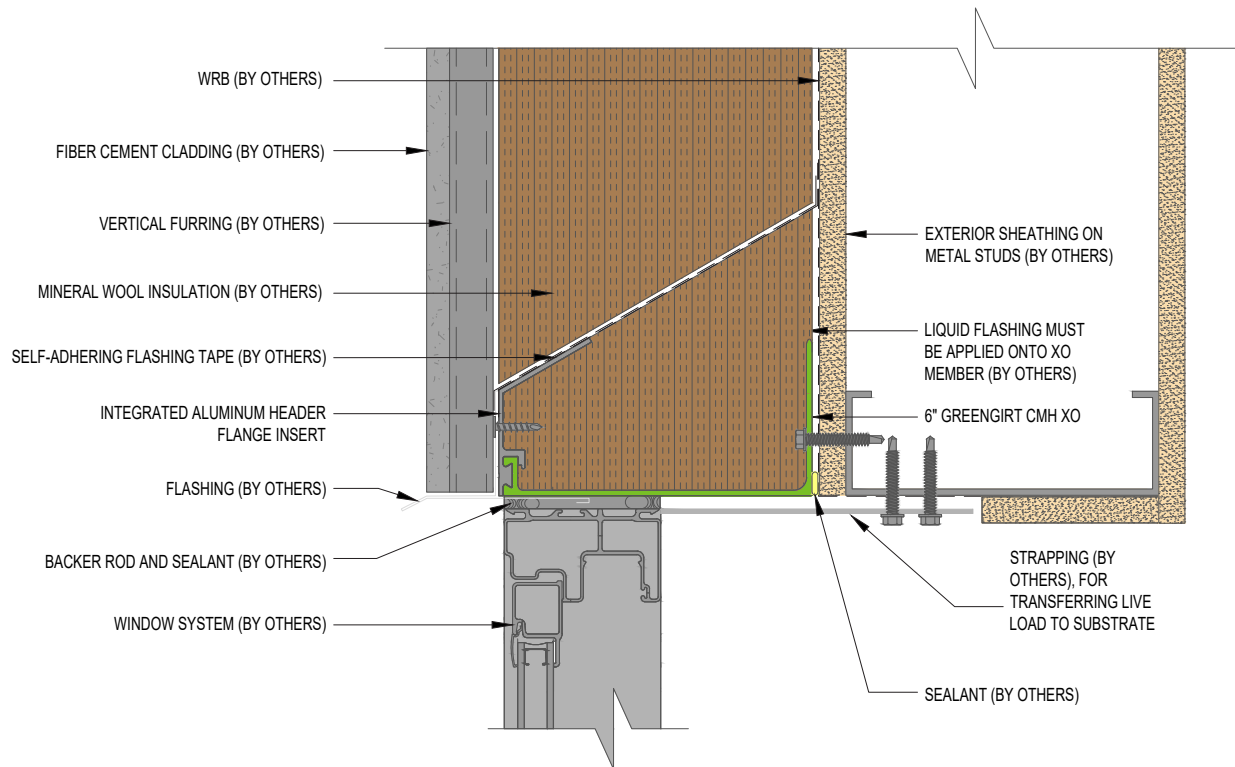 WRB (BY OTHERS)
FIBER CEMENT CLADDING (BY OTHERS)
VERTICAL FURRING (BY OTHERS)
MINERAL WOOL INSULATION (BY OTHERS)
SELF-ADHERING FLASHING TAPE (BY OTHERS)
INTEGRATED ALUMINUM HEADER
FLANGE INSERT
FLASHING (BY OTHERS)
BACKER ROD AND SEALANT (BY OTHERS)
WINDOW SYSTEM (BY OTHERS)
EXTERIOR SHEATHING ON
METAL STUDS (BY OTHERS)
LIQUID FLASHING MUST
BE APPLIED ONTO XO
MEMBER (BY OTHERS)
6" GREENGIRT CMH XO
STRAPPING (BY
OTHERS), FOR
TRANSFERRING LIVE
LOAD TO SUBSTRATE
SEALANT (BY OTHERS)